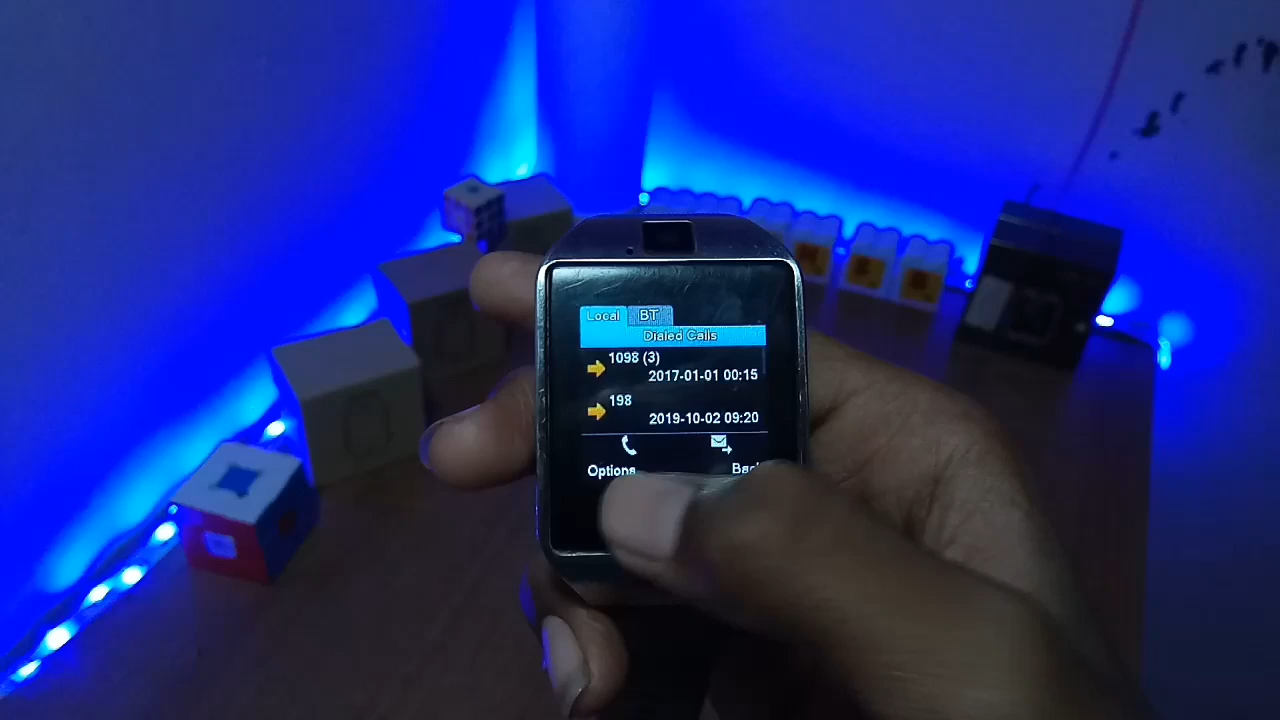 Local BT
Dialed Calls
1098 (3)
2017-01-01 00:15
198
2019-10-02 09:20
Options